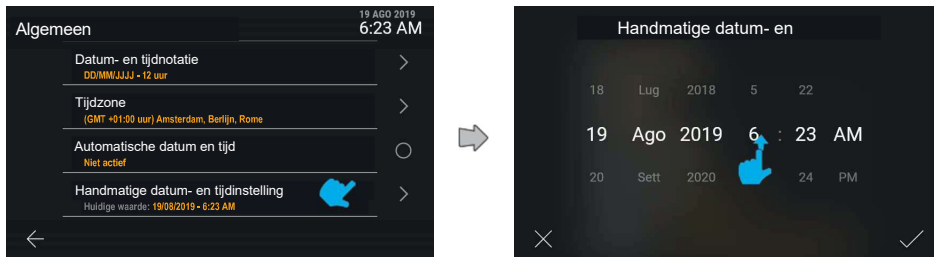 19 AGO 2019
Algemeen 6:23 AM
Datum- en tijdnotatie
DD/MM/JJJJ - 12 uur
Tijdzone
(GMT +01:00 uur) Amsterdam, Berlijn, Rome
Automatische datum en tijd
Niet actief
Handmatige datum- en tijdinstelling
Huidige waarde: 19/08/2019 - 6:23 AM
Handmatige datum- en
18 Lug 2018 5 22
19 Ago 2019 6 : 23 AM
20 Sett 2020 24 PM